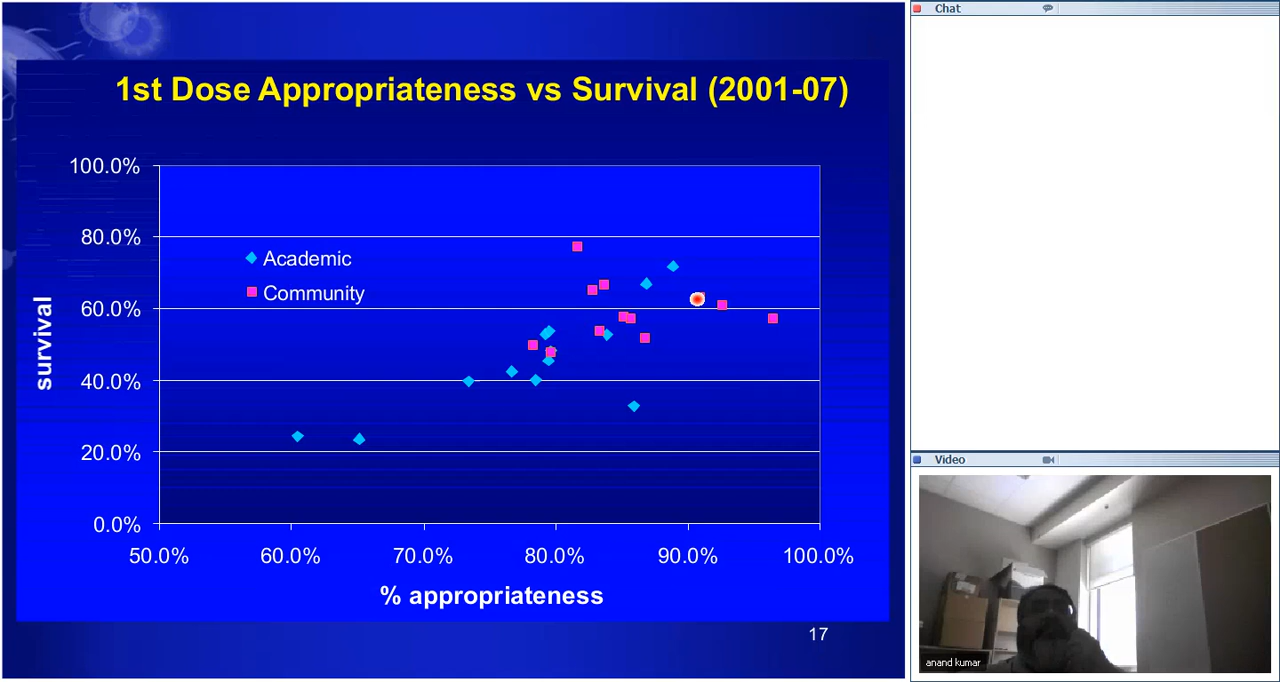 1st Dose Appropriateness vs Survival (2001-07)
100.0%
80.0%
60.0%
40.0%
20.0%
0.0%
survival
Academic
Community
50.0%
60.0%
70.0%
80.0%
90.0%
100.0%
% appropriateness
17
Chat
Video
anand kumar